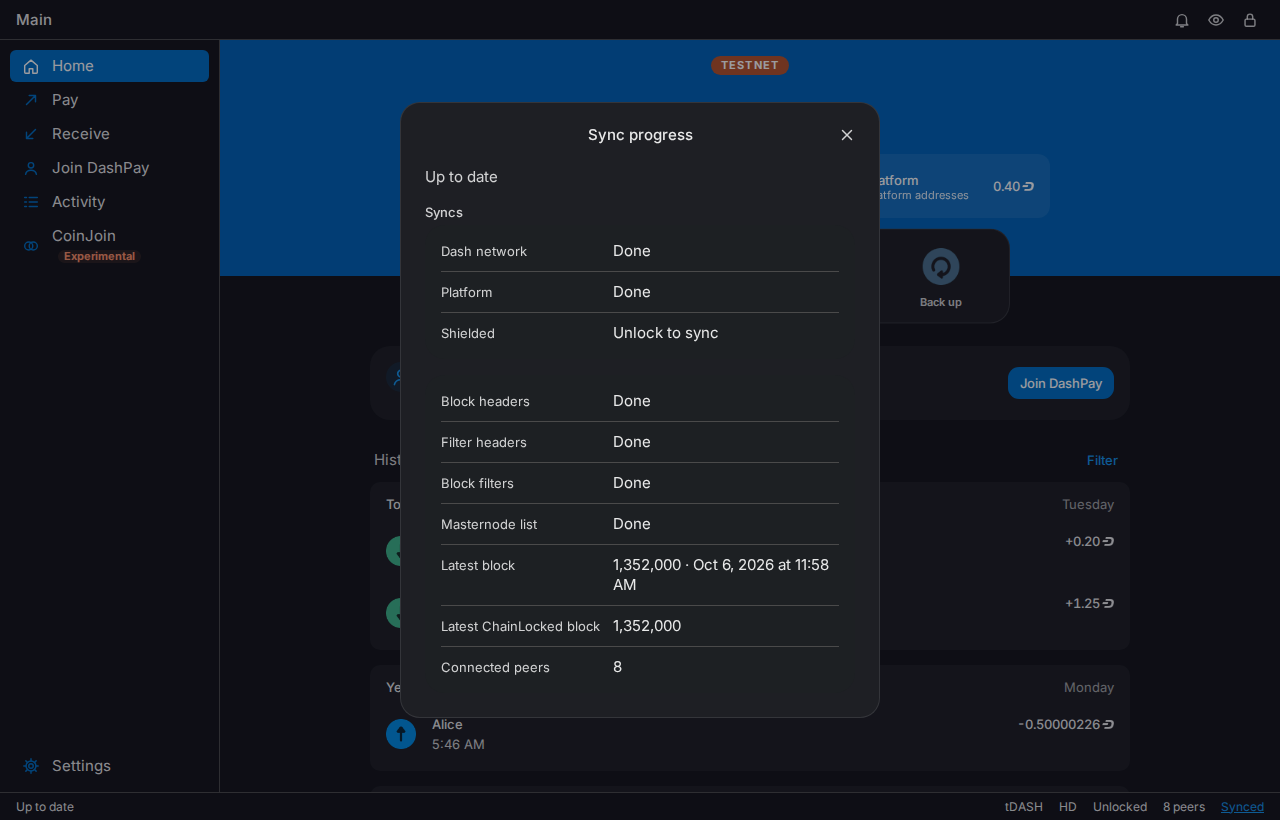 Main
Home
Pay
Receive
Join DashPay
Activity
CoinJoin
Experimental
Settings
TESTNET
atform
atform addresses
0.40
Back up
Join DashPay
Hist
Filter
To
Tuesday
+0.20
+1.25
Ye
Monday
Alice
5:46 AM
-0.50000226
Sync progress
Up to date
Syncs
Dash network Done
Platform Done
Shielded Unlock to sync
Block headers Done
Filter headers Done
Block filters Done
Masternode list Done
Latest block 1,352,000 · Oct 6, 2026 at 11:58
AM
Latest ChainLocked block 1,352,000
Connected peers 8
Up to date
tDASH HD Unlocked 8 peers Synced